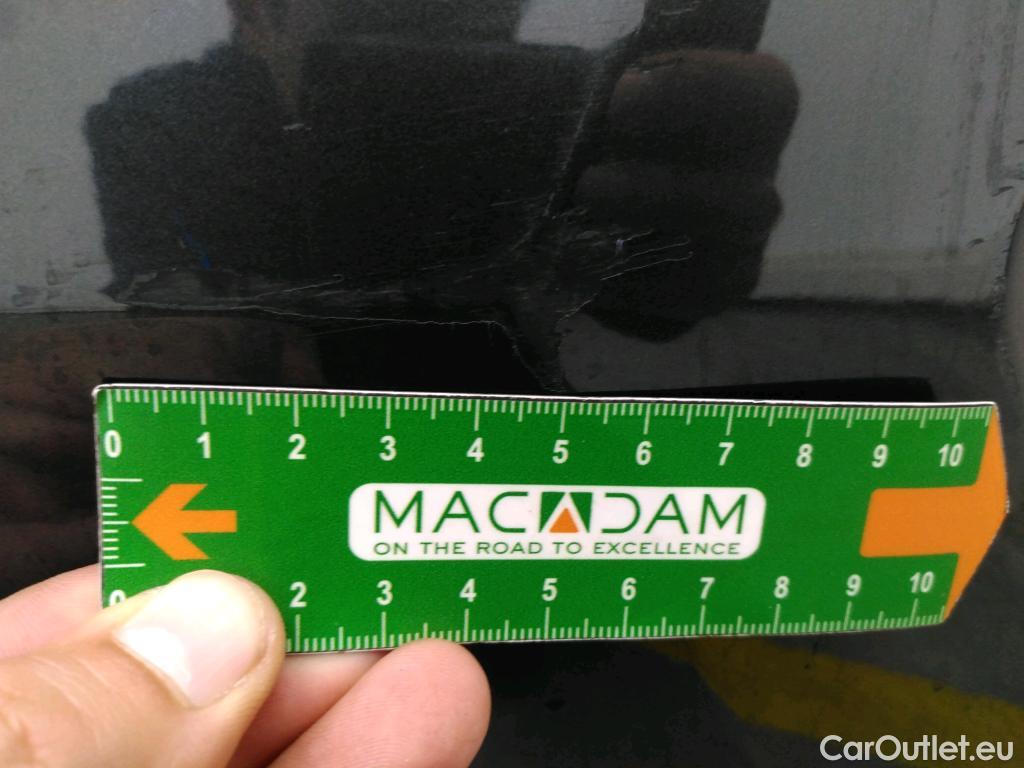 0 1 2 3 4 5 6 7 8 9 10
MACADAM
ON THE ROAD TO EXCELLENCE
0 2 3 4 5 6 7 8 9 10
CarOutlet.eu